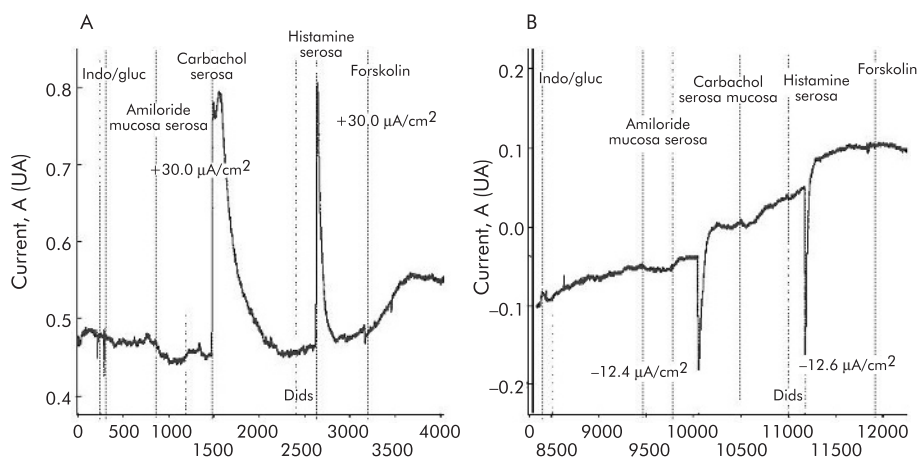 A
Current, A (UA)
0.8
0.7
0.6
0.5
0.4
Indo/gluc
Amiloride
mucosa serosa
Carbachol
serosa
Histamine
serosa
Forskolin
+30.0 µA/cm2
+30.0 µA/cm2
Dids
0 500 1000 1500 2000 2500 3000 3500 4000
B
Current, A (UA)
0.2
0.1
0.0
−0.1
−0.2
Indo/gluc
Amiloride
mucosa serosa
Carbachol
serosa mucosa
Histamine
serosa
Forskolin
−12.4 µA/cm2
−12.6 µA/cm2
Dids
8500 9000 9500 10000 10500 11000 11500 12000